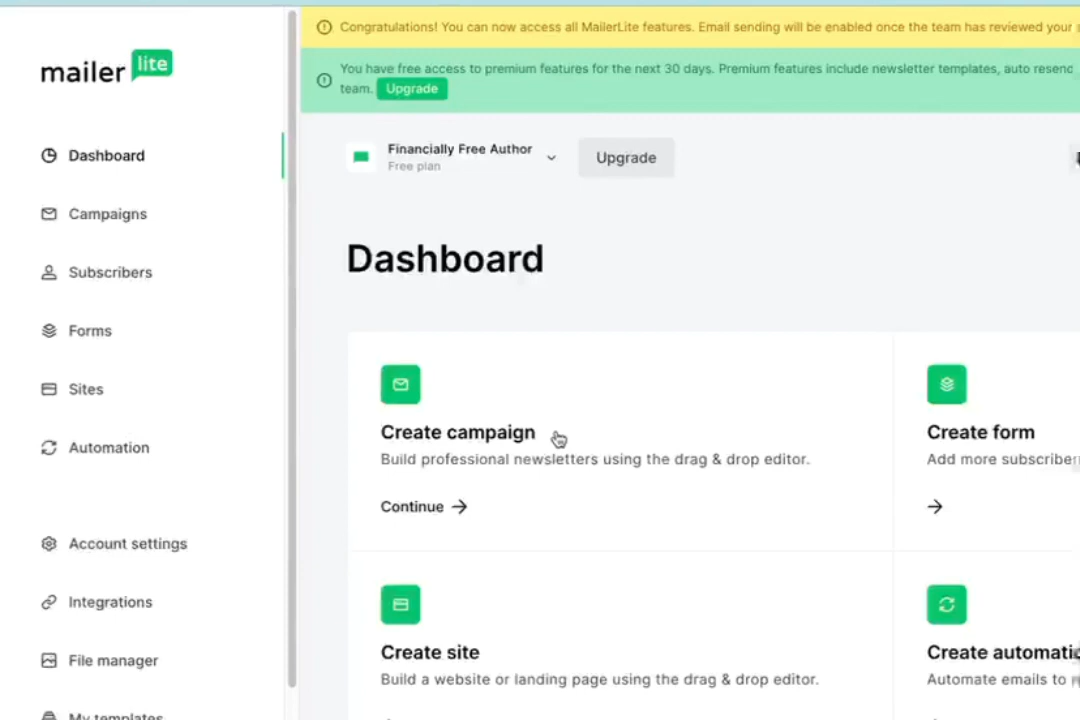 mailer lite
Dashboard
Campaigns
Subscribers
Forms
Sites
Automation
Account settings
Integrations
File manager
My templates
Congratulations! You can now access all MailerLite features. Email sending will be enabled once the team has reviewed your
You have free access to premium features for the next 30 days. Premium features include newsletter templates, auto resend
team. Upgrade
Financially Free Author
Free plan
Upgrade
Dashboard
Create campaign
Build professional newsletters using the drag & drop editor.
Continue →
Create form
Add more subscriber
→
Create site
Build a website or landing page using the drag & drop editor.
Create automati
Automate emails to